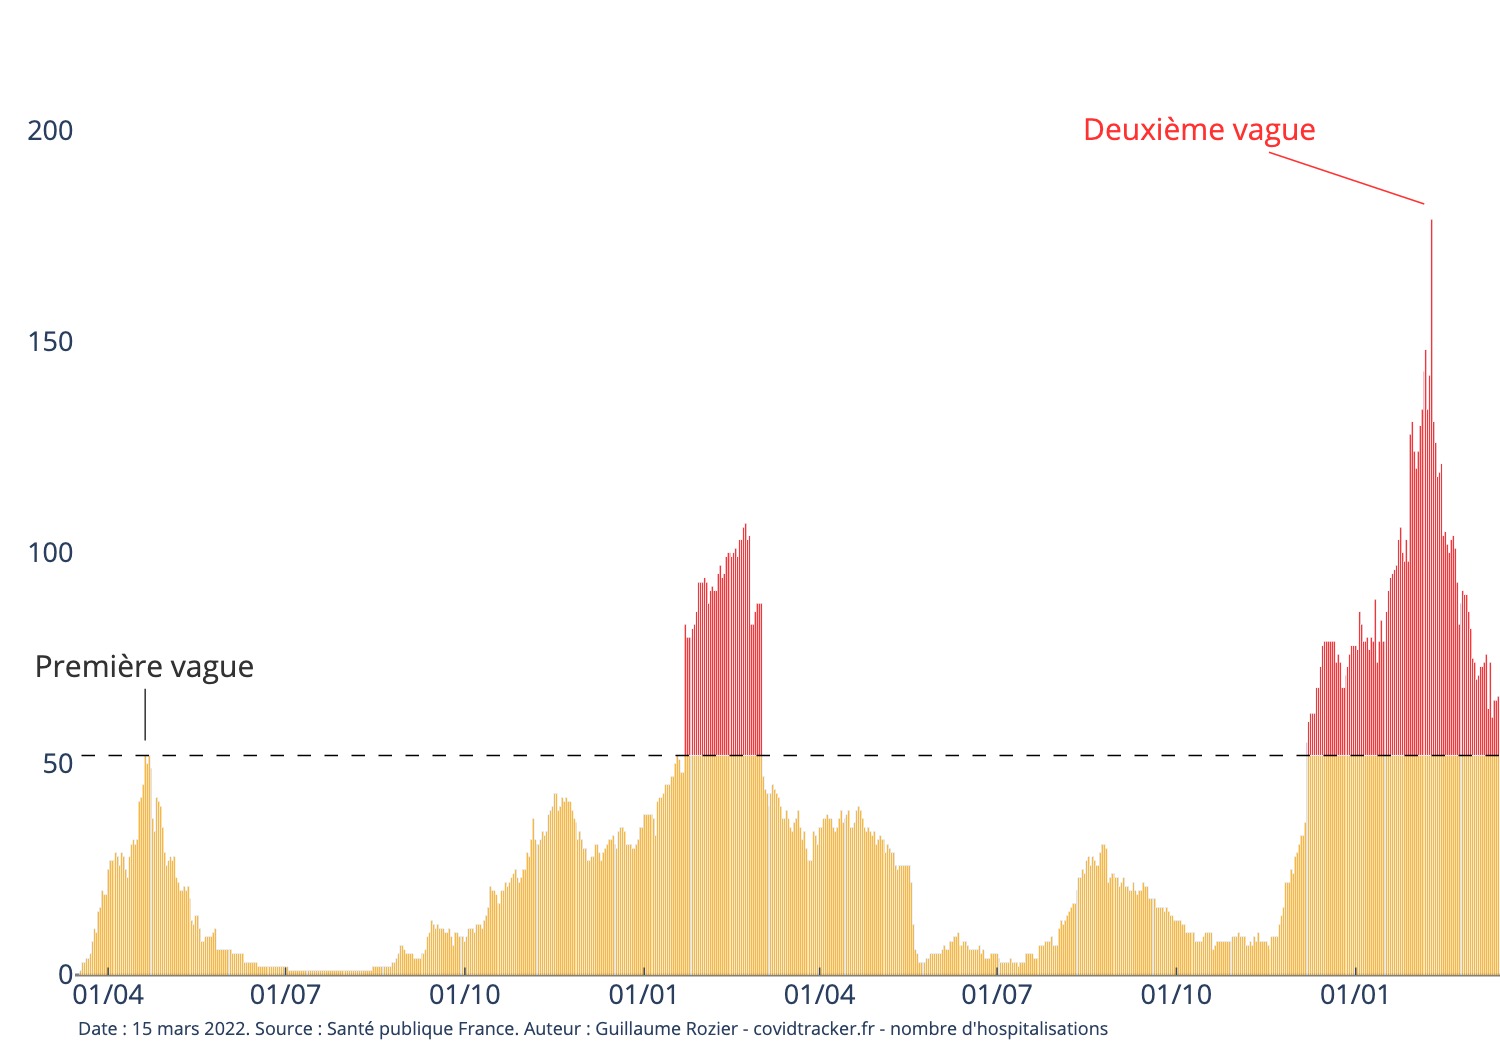 200
Deuxième vague
150
100
Première vague
50
0
01/04 01/07 01/10 01/01 01/04 01/07 01/10 01/01
Date : 15 mars 2022. Source : Santé publique France. Auteur : Guillaume Rozier - covidtracker.fr - nombre d'hospitalisations